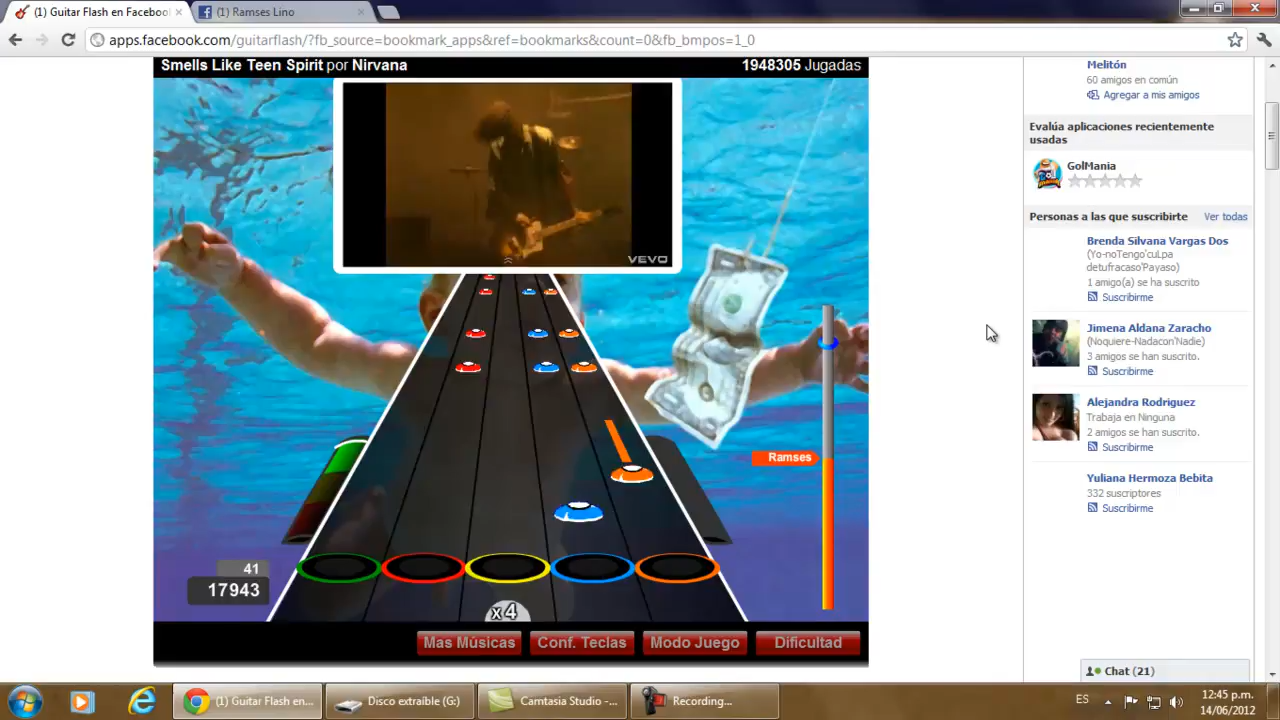 (1) Guitar Flash en Faceboo
(1) Ramses Lino
apps.facebook.com/guitarflash/?fb_source=bookmark_apps&ref=bookmarks&count=0&fb_bmpos=1_0
Smells Like Teen Spirit por Nirvana
1948305 Jugadas
VEVO
Ramses
41
17943
x4
Mas Músicas
Conf. Teclas
Modo Juego
Dificultad
Melitón
60 amigos en común
Agregar a mis amigos
Evalúa aplicaciones recientemente
usadas
GolMania
Personas a las que suscribirte
Ver todas
Brenda Silvana Vargas Dos
(Yo-noTengo'cuLpa
detufracaso'Payaso)
1 amigo(a) se ha suscrito
Suscribirme
Jimena Aldana Zaracho
(Noquiere-Nadacon'Nadie)
3 amigos se han suscrito.
Suscribirme
Alejandra Rodriguez
Trabaja en Ninguna
2 amigos se han suscrito.
Suscribirme
Yuliana Hermoza Bebita
332 suscriptores
Suscribirme
Chat (21)
(1) Guitar Flash en...
Disco extraíble (G:)
Camtasia Studio -...
Recording...
ES
12:45 p.m.
14/06/2012